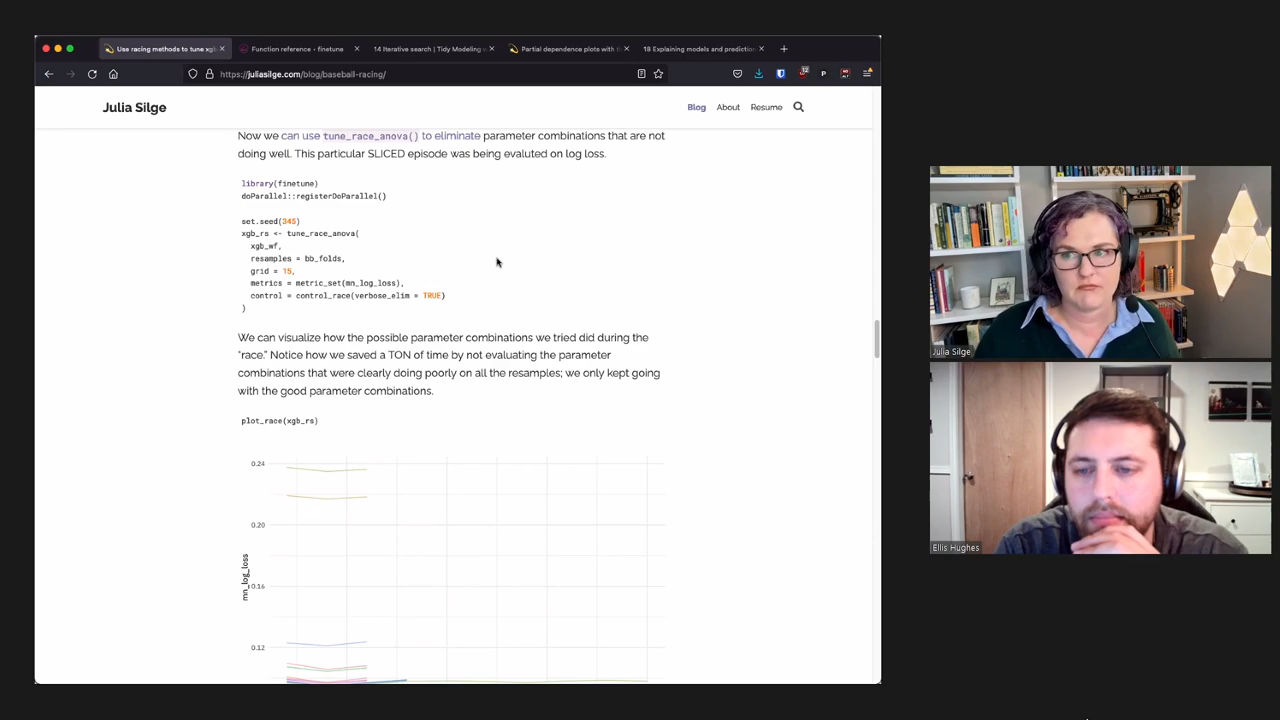 Use racing methods to tune xgb
Function reference - finetune
14 Iterative search | Tidy Modeling w
Partial dependence plots with t
18 Explaining models and prediction
https://juliasilge.com/blog/baseball-racing/
12
P
Julia Silge
Blog
About
Resume
Now we can use tune_race_anova() to eliminate parameter combinations that are not
doing well. This particular SLICED episode was being evaluted on log loss.
library(finetune)
doParallel::registerDoParallel()
set.seed(345)
xgb_rs <- tune_race_anova(
xgb_wf,
resamples = bb_folds,
grid = 15,
metrics = metric_set(mn_log_loss),
control = control_race(verbose_elim = TRUE)
)
We can visualize how the possible parameter combinations we tried did during the
“race.” Notice how we saved a TON of time by not evaluating the parameter
combinations that were clearly doing poorly on all the resamples; we only kept going
with the good parameter combinations.
plot_race(xgb_rs)
0.24
0.20
0.16
0.12
mn_log_loss
Julia Silge
Ellis Hughes